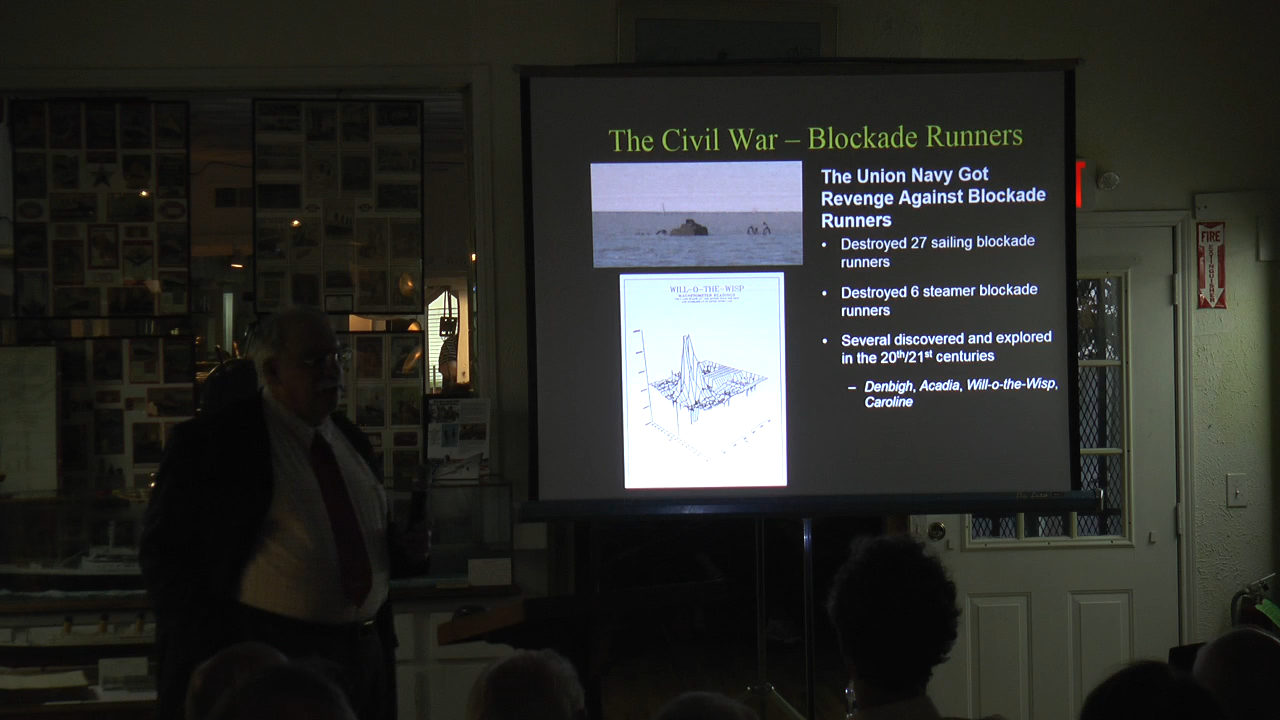 The Civil War – Blockade Runners
The Union Navy Got
Revenge Against Blockade
Runners
• Destroyed 27 sailing blockade
runners
• Destroyed 6 steamer blockade
runners
• Several discovered and explored
in the 20th/21st centuries
– Denbigh, Acadia, Will-o-the-Wisp,
Caroline
WILL-O-THE-WISP
MAGNETOMETER READINGS
FIRE
EXTINGUISHER